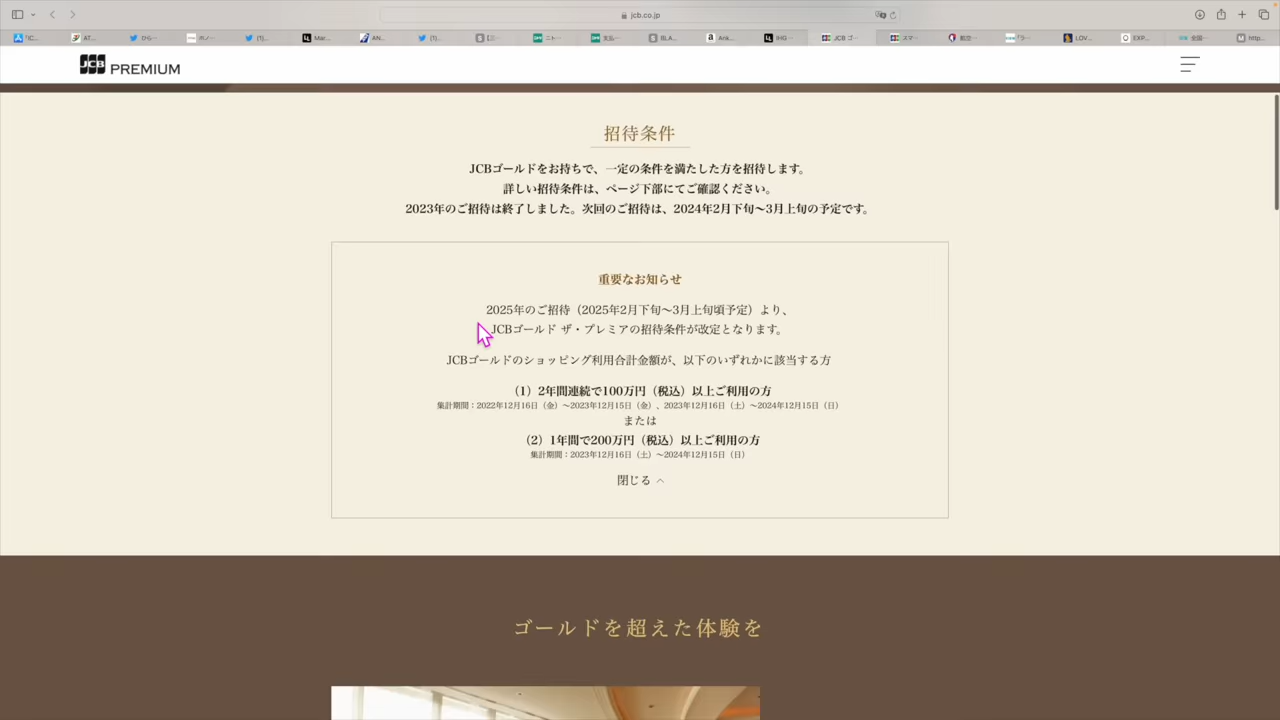 jcb.co.jp
JCB PREMIUM
招待条件
JCBゴールドをお持ちで、一定の条件を満たした方を招待します。
詳しい招待条件は、ページ下部にてご確認ください。
2023年のご招待は終了しました。次回のご招待は、2024年2月下旬〜3月上旬の予定です。
重要なお知らせ
2025年のご招待（2025年2月下旬〜3月上旬頃予定）より、
JCBゴールド ザ・プレミアの招待条件が改定となります。
JCBゴールドのショッピング利用合計金額が、以下のいずれかに該当する方
（1）2年間連続で100万円（税込）以上ご利用の方
集計期間：2022年12月16日（金）〜2023年12月15日（金）、2023年12月16日（土）〜2024年12月15日（日）
または
（2）1年間で200万円（税込）以上ご利用の方
集計期間：2023年12月16日（土）〜2024年12月15日（日）
閉じる
ゴールドを超えた体験を